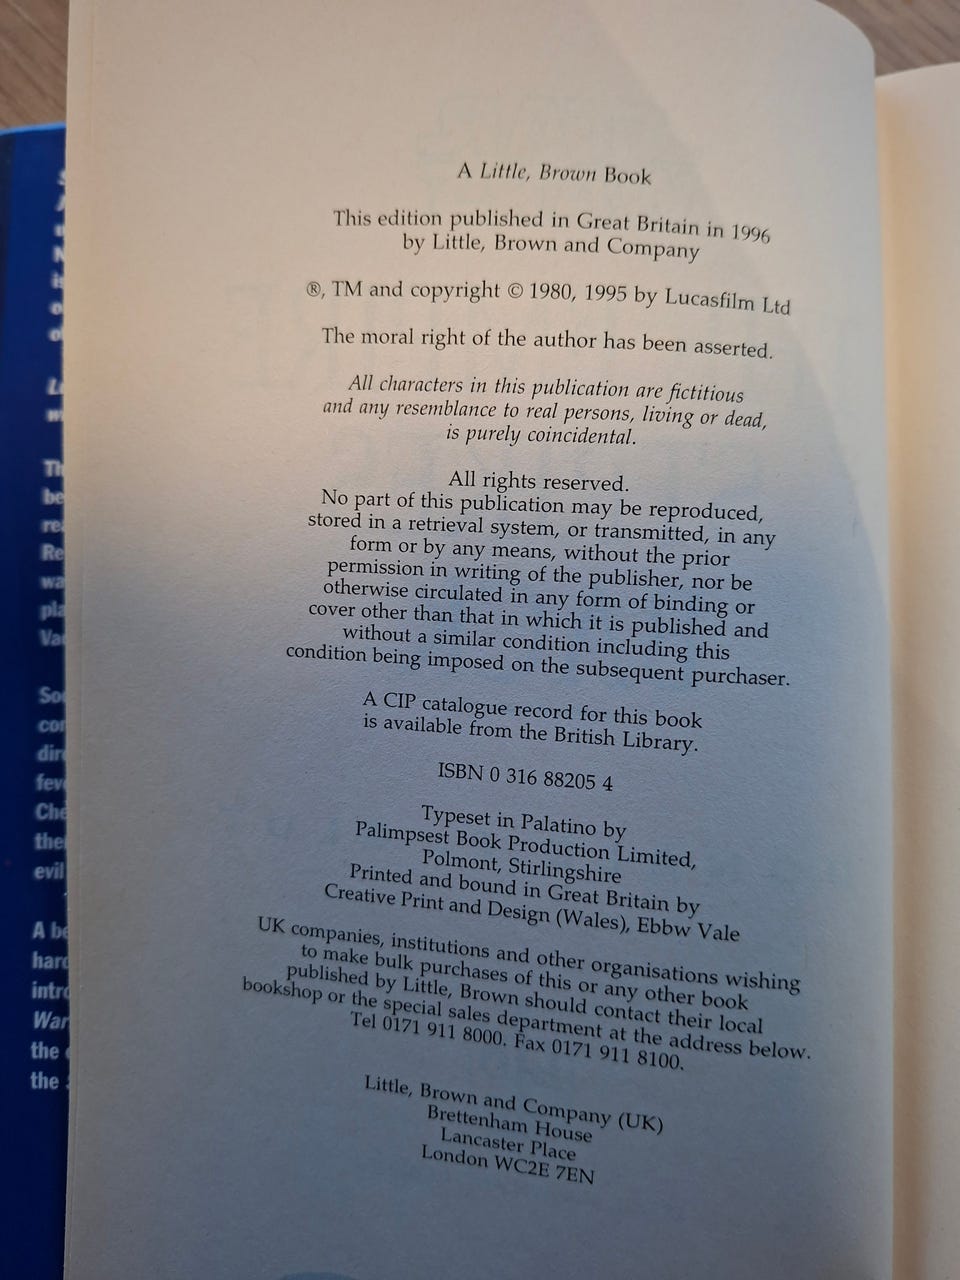 A Little, Brown Book
This edition published in Great Britain in 1996
by Little, Brown and Company
®, TM and copyright © 1980, 1995 by Lucasfilm Ltd
The moral right of the author has been asserted.
All characters in this publication are fictitious
and any resemblance to real persons, living or dead,
is purely coincidental.
All rights reserved.
No part of this publication may be reproduced,
stored in a retrieval system, or transmitted, in any
form or by any means, without the prior
permission in writing of the publisher, nor be
otherwise circulated in any form of binding or
cover other than that in which it is published and
without a similar condition including this
condition being imposed on the subsequent purchaser.
A CIP catalogue record for this book
is available from the British Library.
ISBN 0 316 88205 4
Typeset in Palatino by
Palimpsest Book Production Limited,
Polmont, Stirlingshire
Printed and bound in Great Britain by
Creative Print and Design (Wales), Ebbw Vale
UK companies, institutions and other organisations wishing
to make bulk purchases of this or any other book
published by Little, Brown should contact their local
bookshop or the special sales department at the address below.
Tel 0171 911 8000. Fax 0171 911 8100.
Little, Brown and Company (UK)
Brettenham House
Lancaster Place
London WC2E 7EN
evil
A be
hard
intro
War
the
the